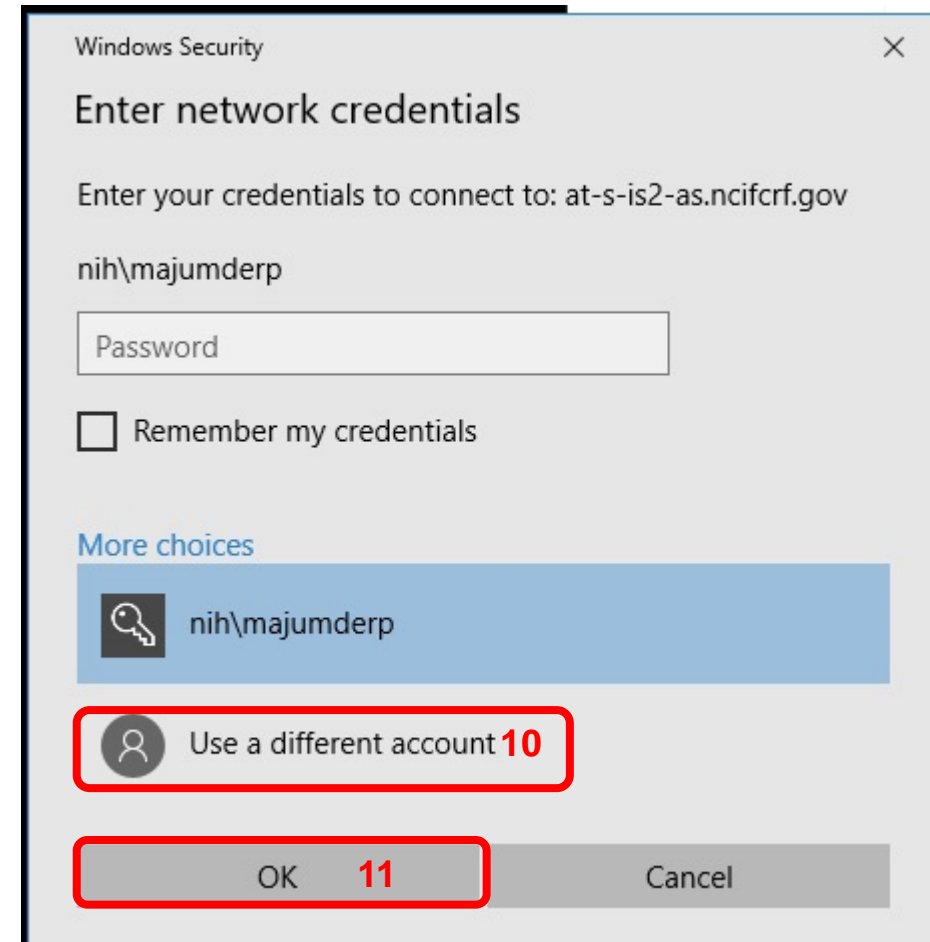 Windows Security
Enter network credentials
Enter your credentials to connect to: at-s-is2-as.ncifcrf.gov
nih\majumderp
Password
Remember my credentials
More choices
nih\majumderp
Use a different account 10
OK 11 Cancel